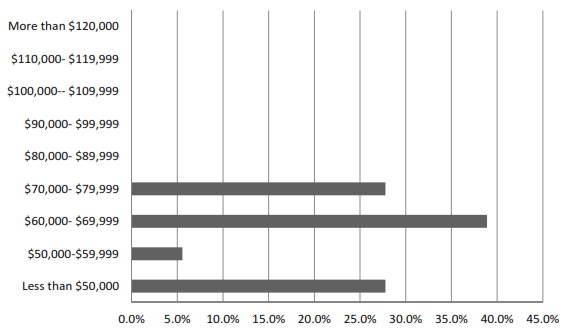 More than $120,000
$110,000- $119,999
$100,000-- $109,999
$90,000- $99,999
$80,000- $89,999
$70,000- $79,999
$60,000- $69,999
$50,000-$59,999
Less than $50,000
0.0% 5.0% 10.0% 15.0% 20.0% 25.0% 30.0% 35.0% 40.0% 45.0%